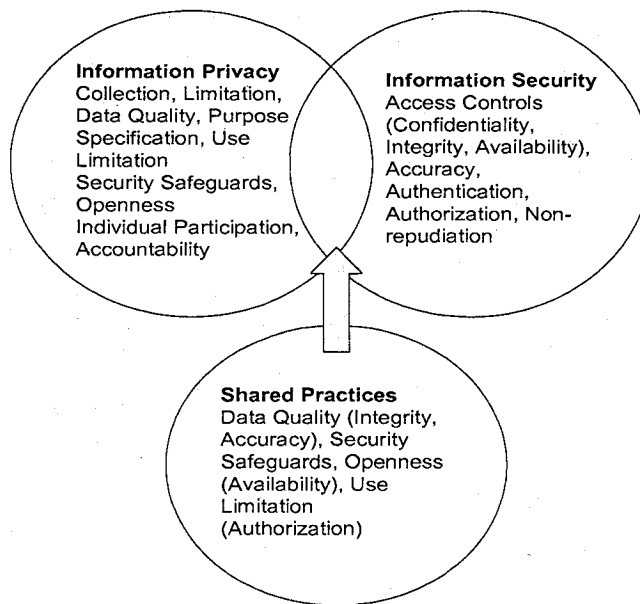 Information Privacy
Collection, Limitation,
Data Quality, Purpose
Specification, Use
Limitation
Security Safeguards,
Openness
Individual Participation,
Accountability
Information Security
Access Controls
(Confidentiality,
Integrity, Availability),
Accuracy,
Authentication,
Authorization, Non-
repudiation
Shared Practices
Data Quality (Integrity,
Accuracy), Security
Safeguards, Openness
(Availability), Use
Limitation
(Authorization)